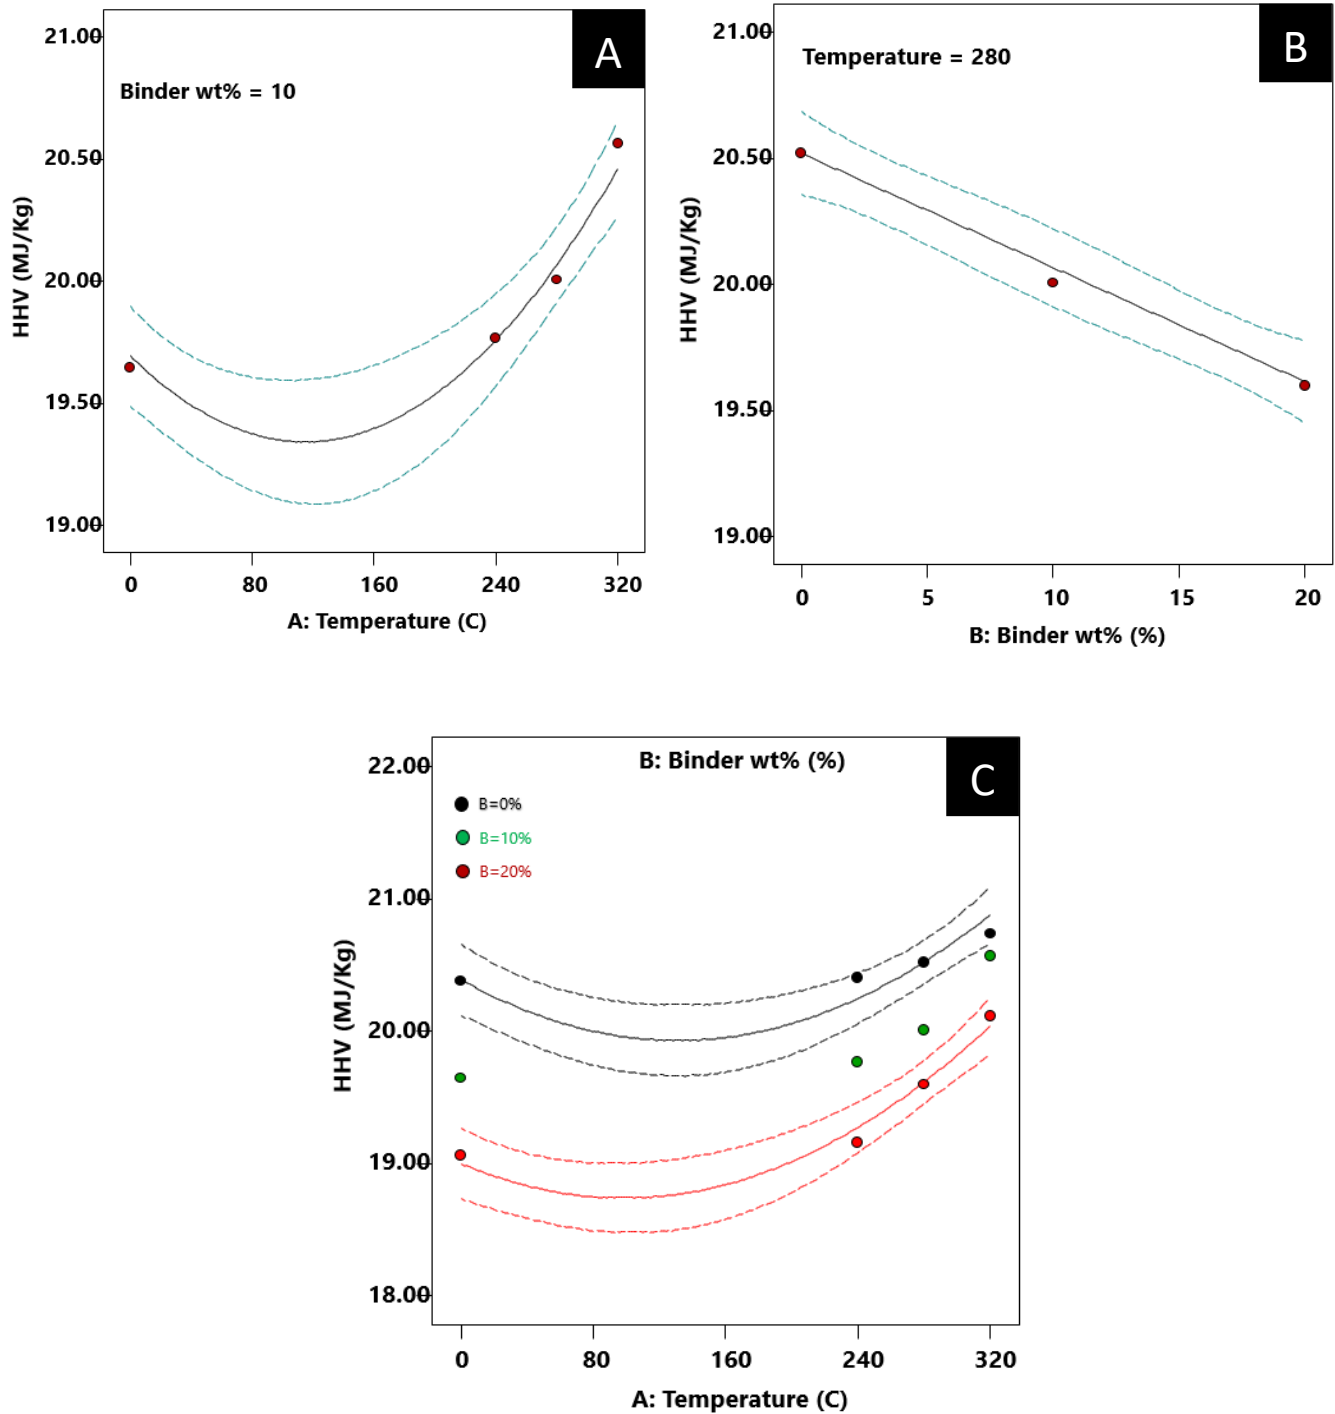 A
Binder wt% = 10
21.00
20.50
20.00
19.50
19.00
HHV (MJ/Kg)
0 80 160 240 320
A: Temperature (C)
B
Temperature = 280
21.00
20.50
20.00
19.50
19.00
HHV (MJ/Kg)
0 5 10 15 20
B: Binder wt% (%)
C
B: Binder wt% (%)
B=0%
B=10%
B=20%
22.00
21.00
20.00
19.00
18.00
HHV (MJ/Kg)
0 80 160 240 320
A: Temperature (C)